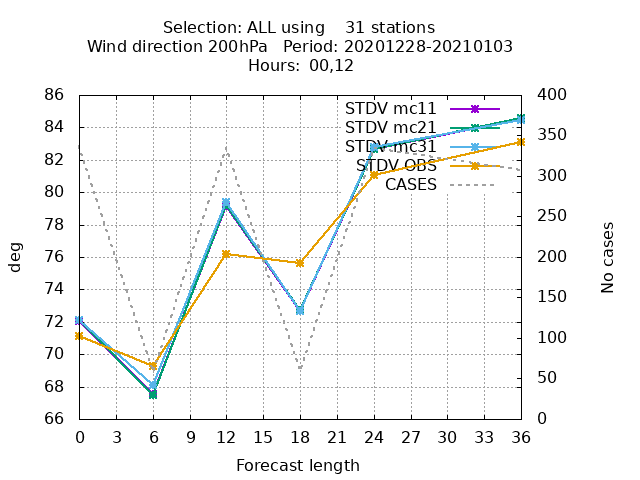 Selection: ALL using    31 stations
Wind direction 200hPa   Period: 20201228-20210103
Hours: 00,12
STDV mc11
STDV mc21
STDV mc31
STDV OBS
CASES
86
84
82
80
78
76
74
72
70
68
66
400
350
300
250
200
150
100
50
0
deg
No cases
0 3 6 9 12 15 18 21 24 27 30 33 36
Forecast length